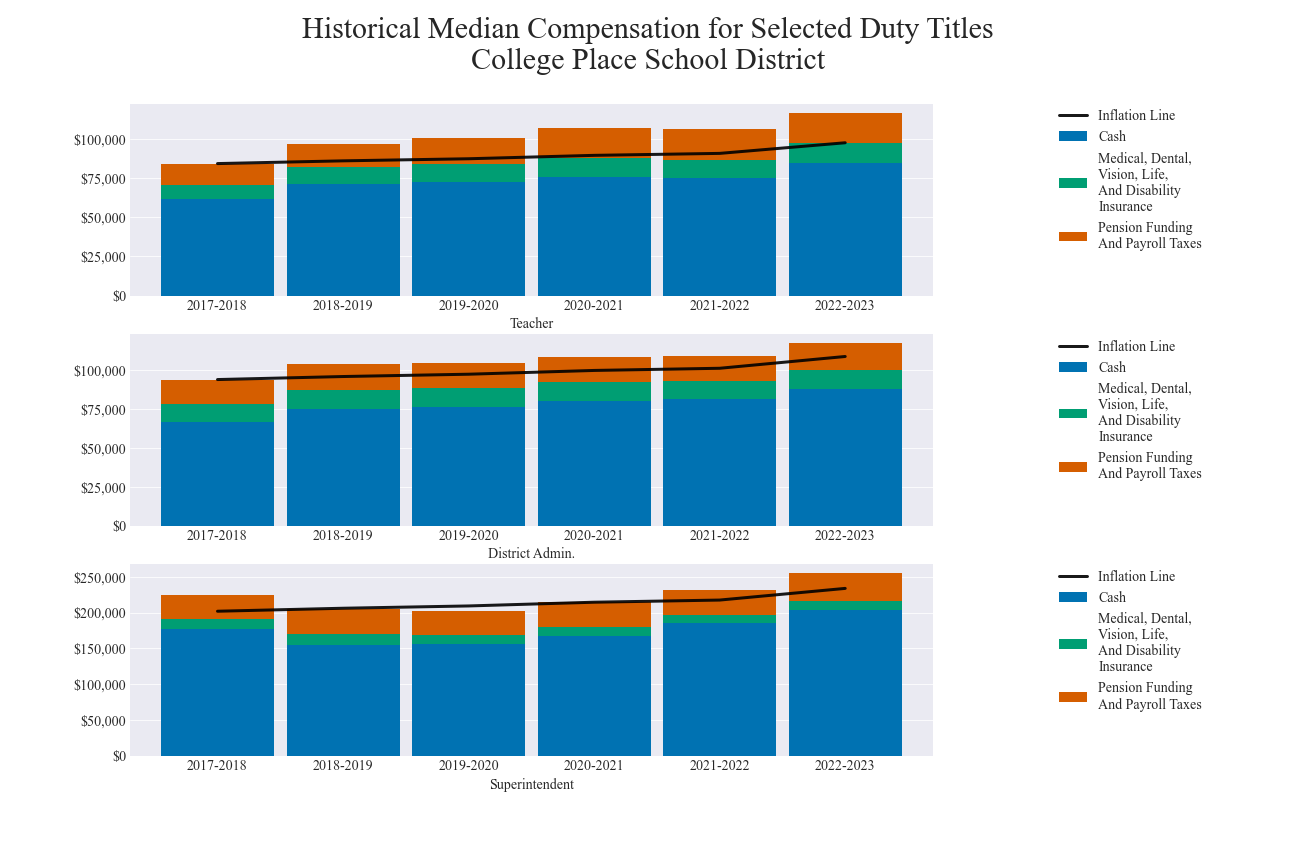 Historical Median Compensation for Selected Duty Titles
College Place School District
$100,000
$75,000
$50,000
$25,000
$0
2017-2018
2018-2019
2019-2020
2020-2021
2021-2022
2022-2023
Teacher
Inflation Line
Cash
Medical, Dental,
Vision, Life,
And Disability
Insurance
Pension Funding
And Payroll Taxes
$100,000
$75,000
$50,000
$25,000
$0
2017-2018
2018-2019
2019-2020
2020-2021
2021-2022
2022-2023
District Admin.
Inflation Line
Cash
Medical, Dental,
Vision, Life,
And Disability
Insurance
Pension Funding
And Payroll Taxes
$250,000
$200,000
$150,000
$100,000
$50,000
$0
2017-2018
2018-2019
2019-2020
2020-2021
2021-2022
2022-2023
Superintendent
Inflation Line
Cash
Medical, Dental,
Vision, Life,
And Disability
Insurance
Pension Funding
And Payroll Taxes